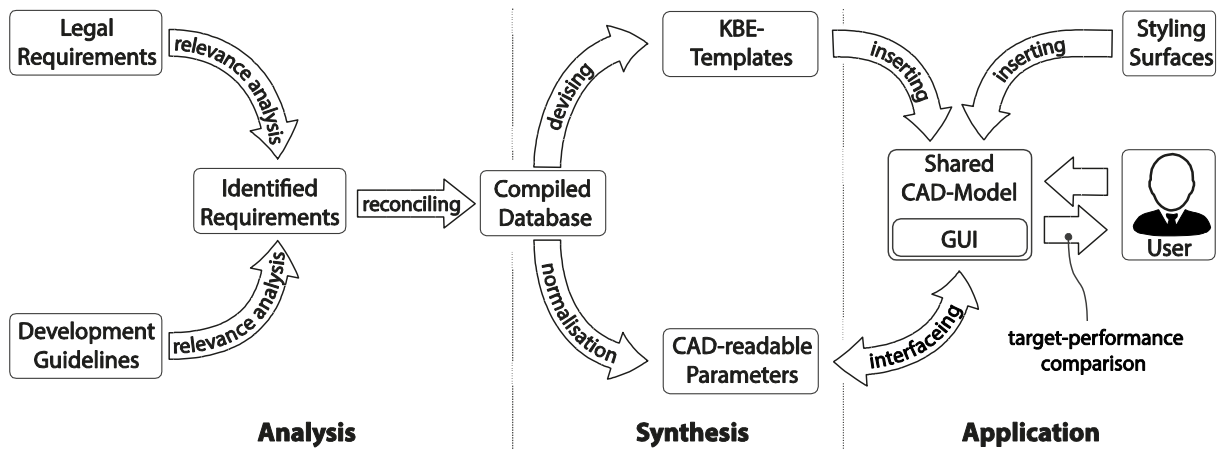 Legal
Requirements
relevance analysis
Identified
Requirements
Development
Guidelines
relevance analysis
reconciling
Compiled
Database
devising
KBE-
Templates
normalisation
CAD-readable
Parameters
inserting
inserting
Styling
Surfaces
Shared
CAD-Model
GUI
User
interfaceing
target-performance
comparison
Analysis
Synthesis
Application